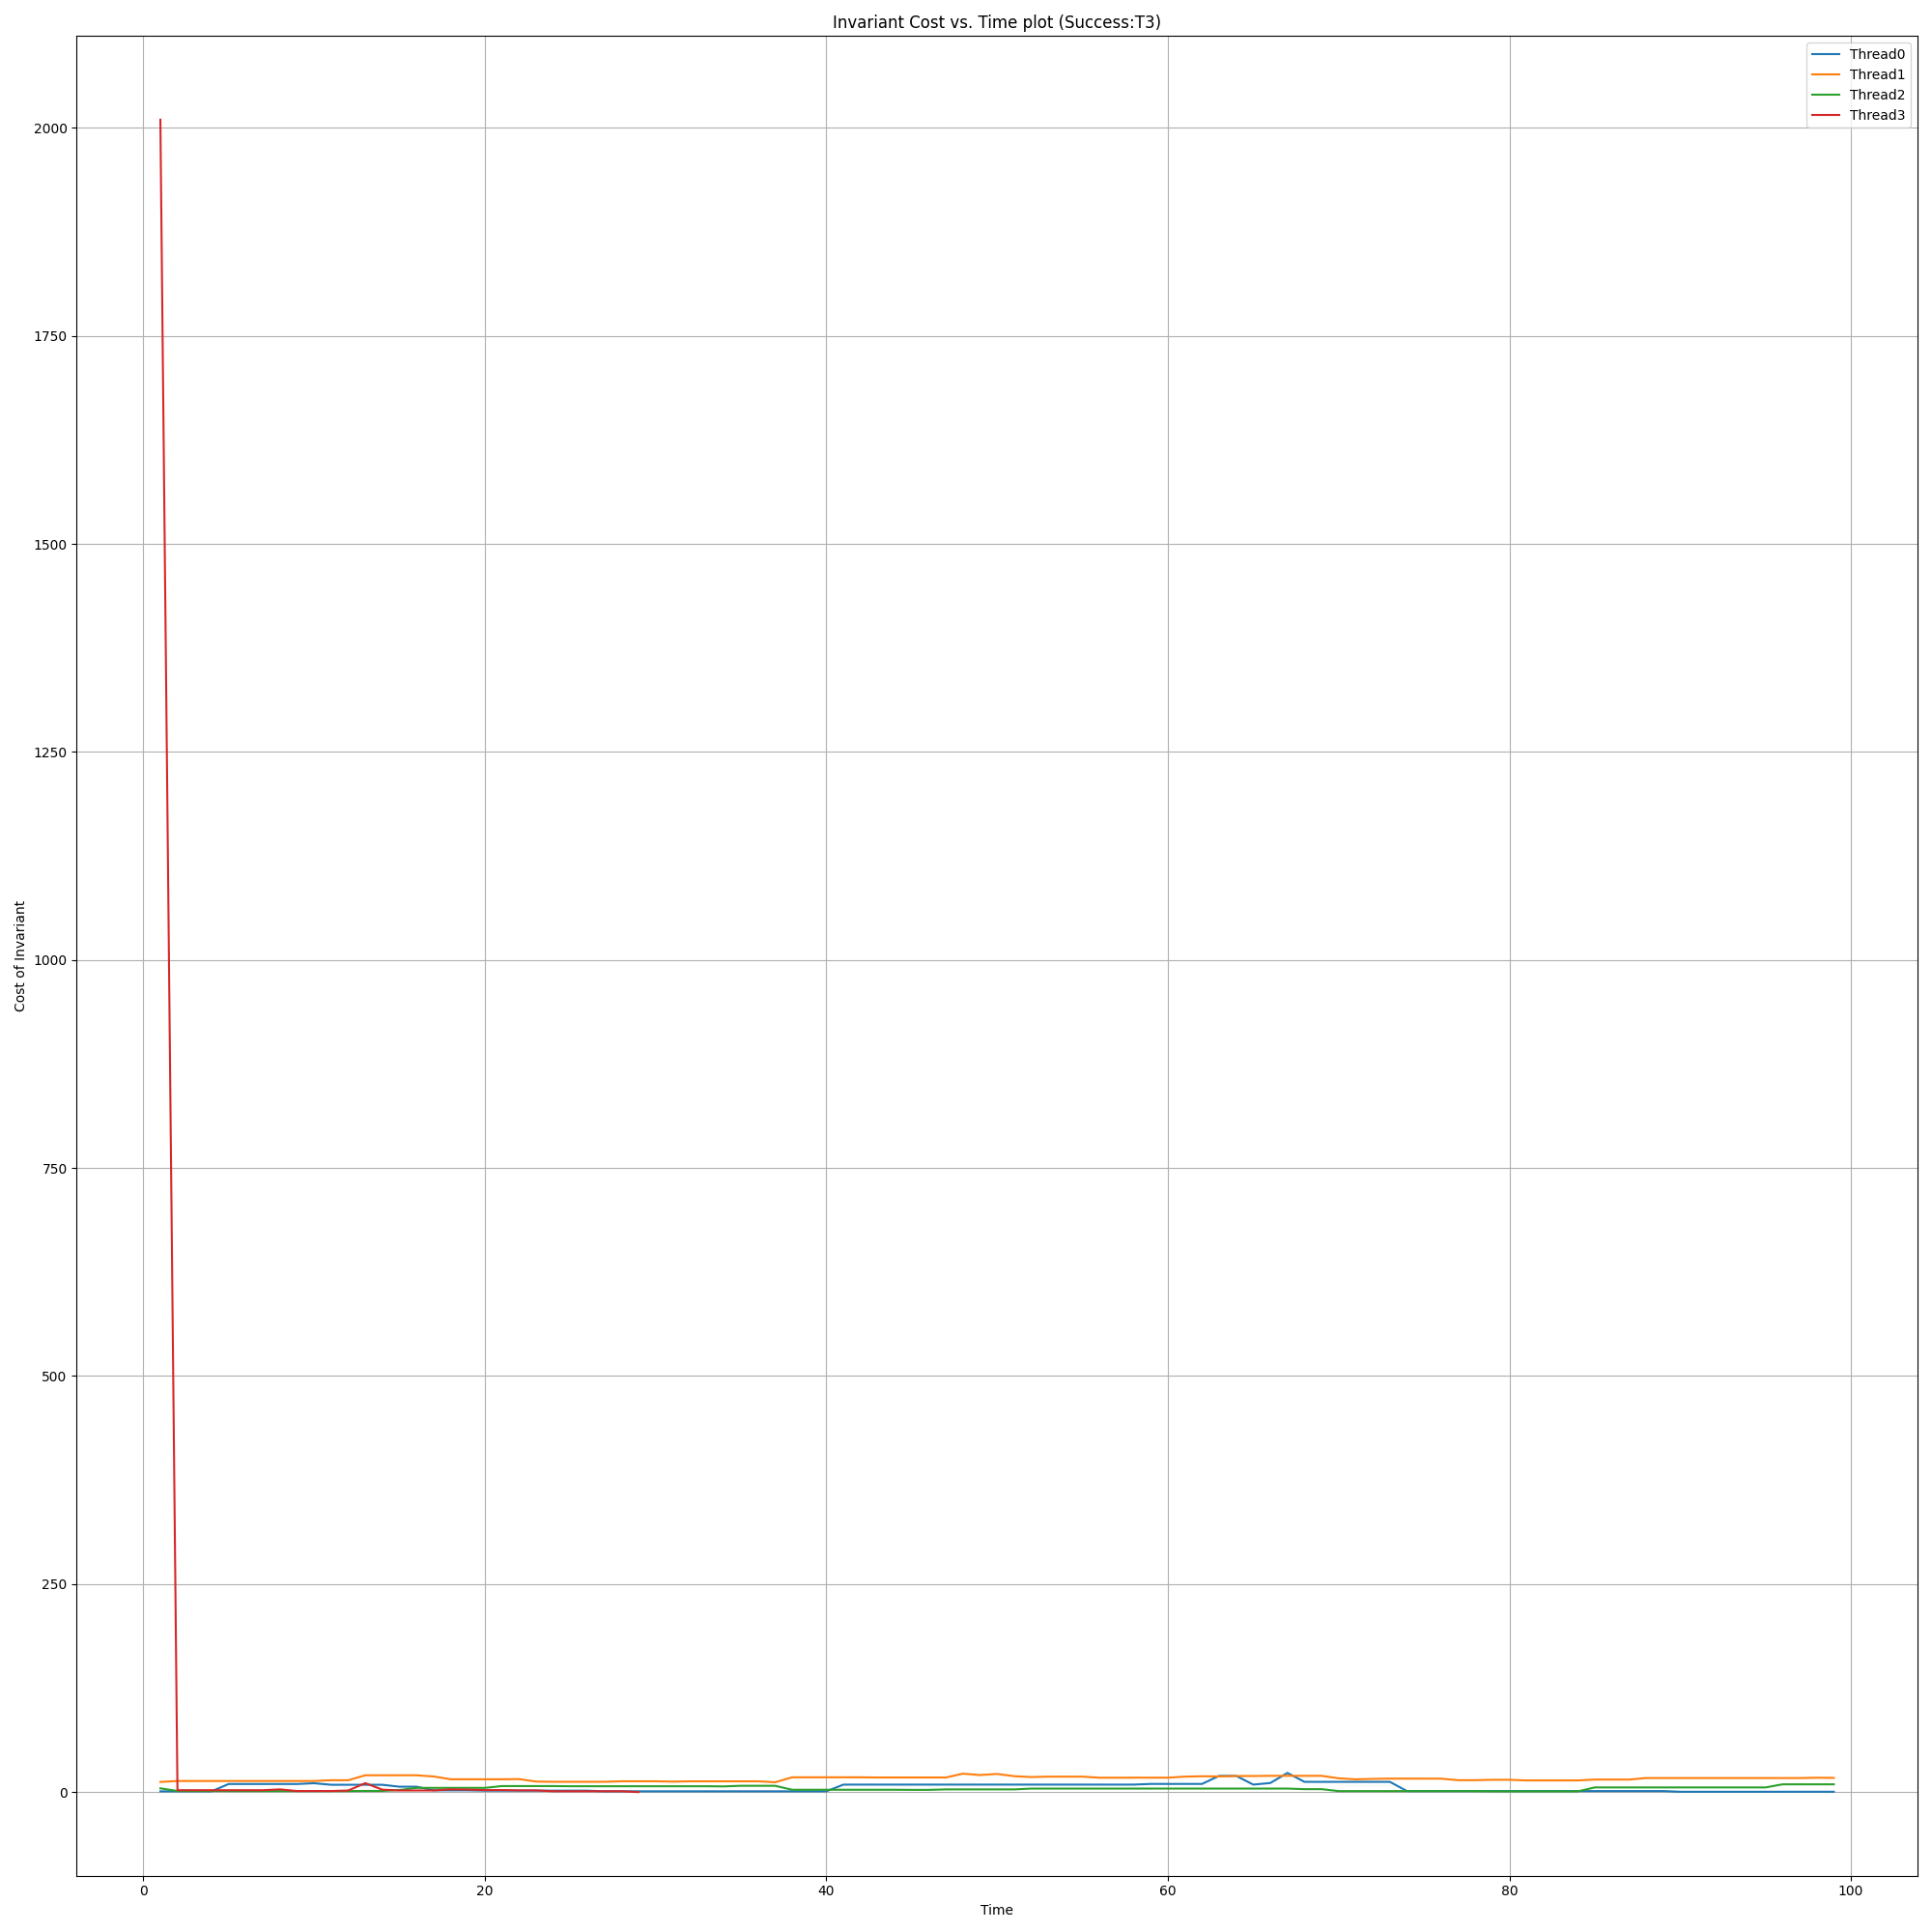 Invariant Cost vs. Time plot (Success:T3)
Thread0
Thread1
Thread2
Thread3
2000
1750
1500
1250
1000
750
500
250
0
Cost of Invariant
0 20 40 60 80 100
Time